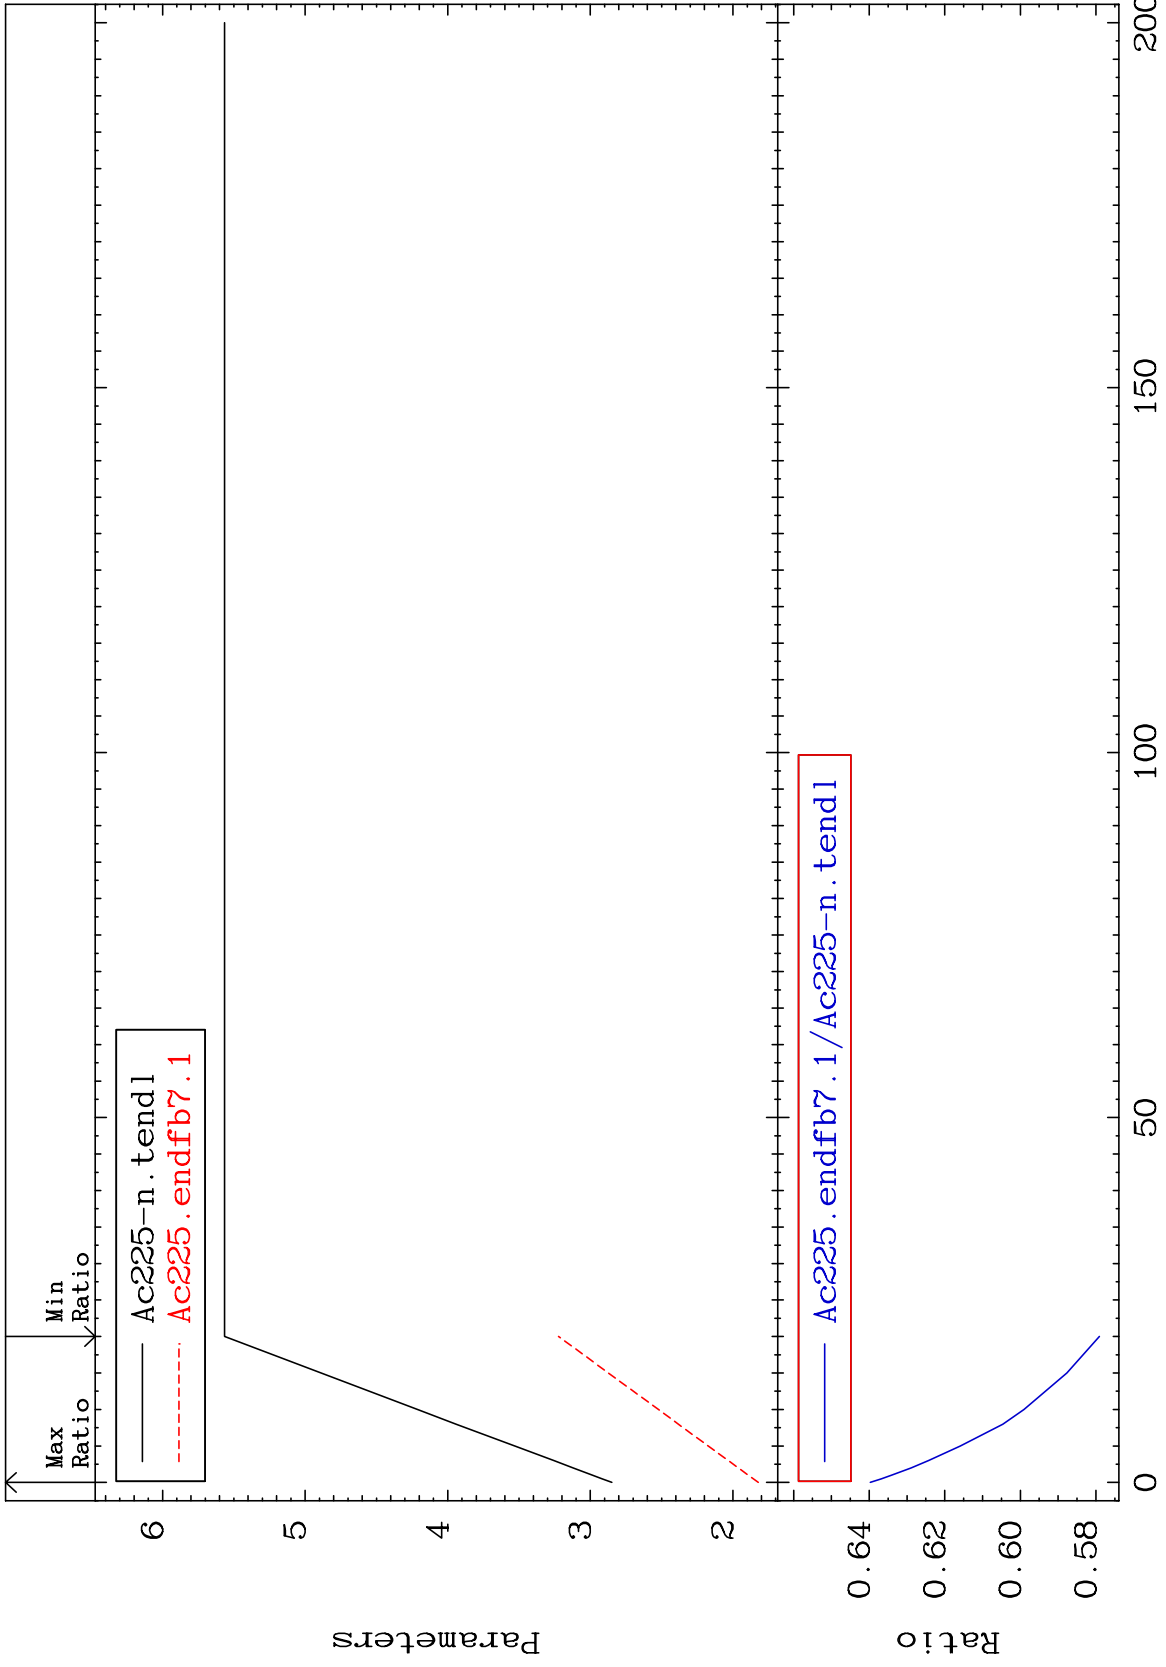 Max
Ratio
Min
Ratio
Ac225-n.tendl
Ac225.endfb7.1
6
5
4
3
2
Parameters
Ac225.endfb7.1/Ac225-n.tendl
0.64
0.62
0.60
0.58
Ratio
0
50
100
150
200